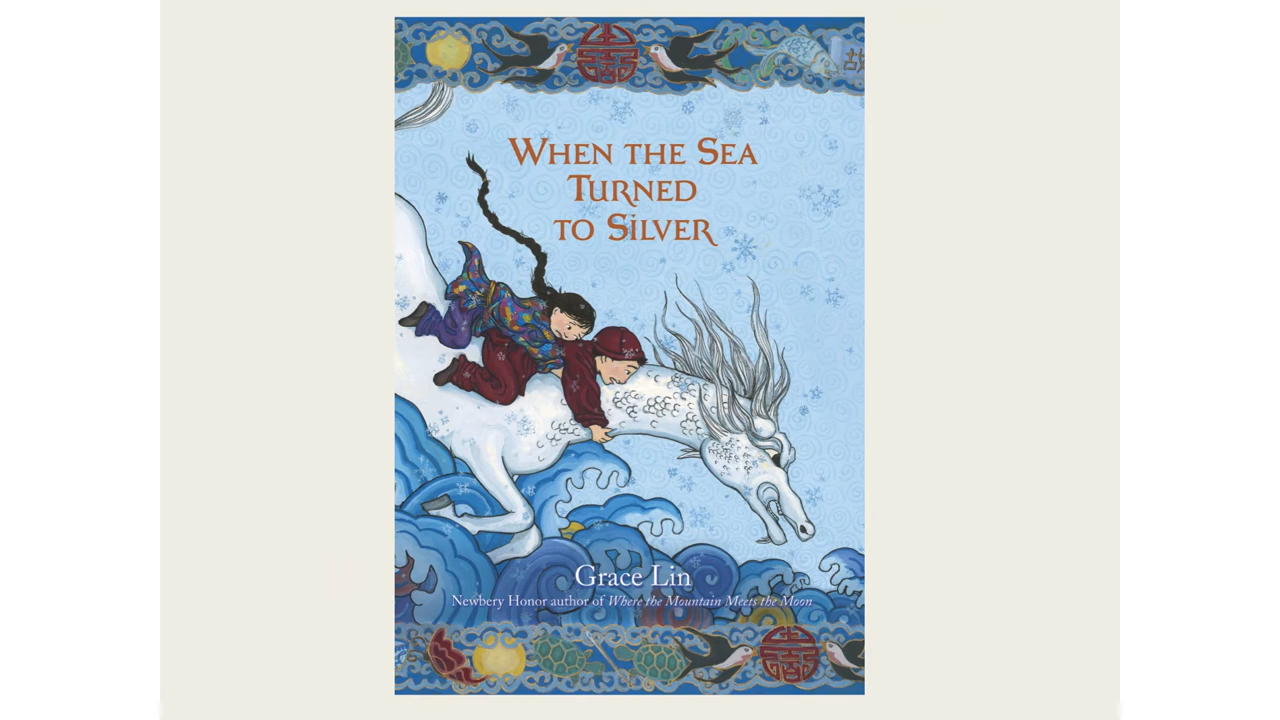 WHEN THE SEA
TURNED
TO SILVER
Grace Lin
Newbery Honor author of Where the Mountain Meets the Moon